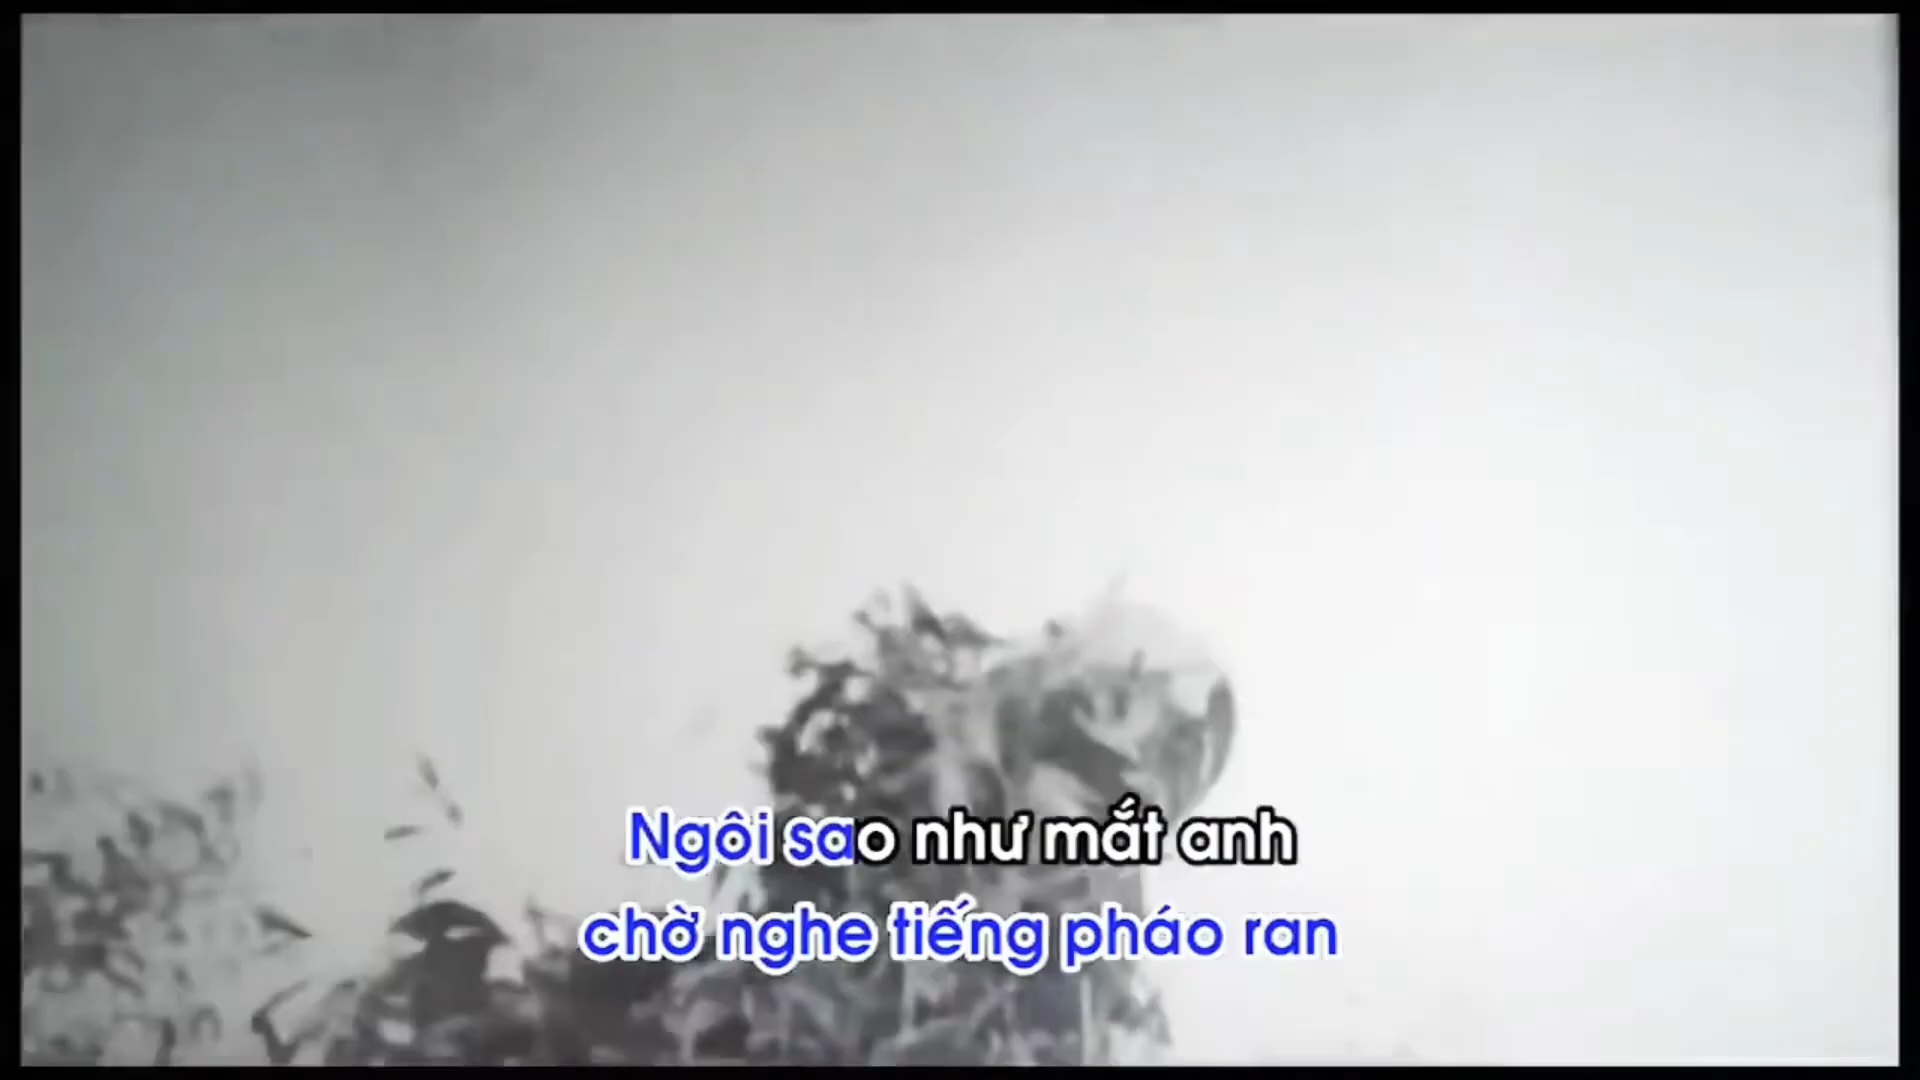 Ngôi sao như mắt anh
chờ nghe tiếng pháo ran